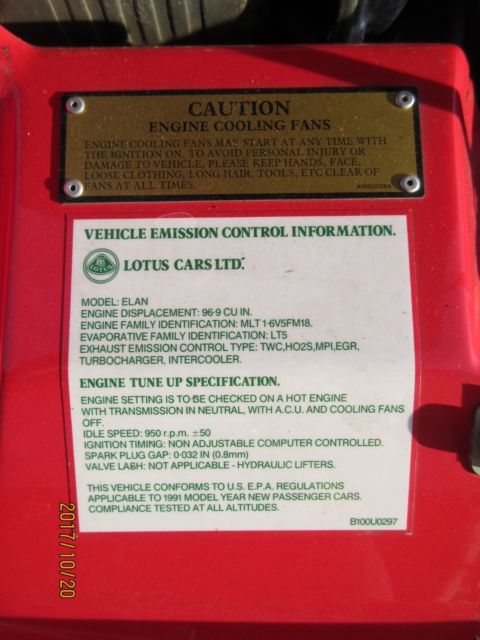 CAUTION
ENGINE COOLING FANS
ENGINE COOLING FANS MAY START AT ANY TIME WITH
THE IGNITION ON. TO AVOID PERSONAL INJURY OR
DAMAGE TO VEHICLE, PLEASE KEEP HANDS, FACE,
LOOSE CLOTHING, LONG HAIR, TOOLS, ETC CLEAR OF
FANS AT ALL TIMES.
VEHICLE EMISSION CONTROL INFORMATION.
LOTUS
LOTUS CARS LTD.
MODEL: ELAN
ENGINE DISPLACEMENT: 96·9 CU IN.
ENGINE FAMILY IDENTIFICATION: MLT 1·6V5FM18.
EVAPORATIVE FAMILY IDENTIFICATION: LT5
EXHAUST EMISSION CONTROL TYPE: TWC,HO2S,MPI,EGR,
TURBOCHARGER, INTERCOOLER.
ENGINE TUNE UP SPECIFICATION.
ENGINE SETTING IS TO BE CHECKED ON A HOT ENGINE
WITH TRANSMISSION IN NEUTRAL, WITH A.C.U. AND COOLING FANS
OFF.
IDLE SPEED: 950 r.p.m. ±50
IGNITION TIMING: NON ADJUSTABLE COMPUTER CONTROLLED.
SPARK PLUG GAP: 0·032 IN (0.8mm)
VALVE LASH: NOT APPLICABLE - HYDRAULIC LIFTERS.
THIS VEHICLE CONFORMS TO U.S. E.P.A. REGULATIONS
APPLICABLE TO 1991 MODEL YEAR NEW PASSENGER CARS.
COMPLIANCE TESTED AT ALL ALTITUDES.
B100U0297
2017/10/20